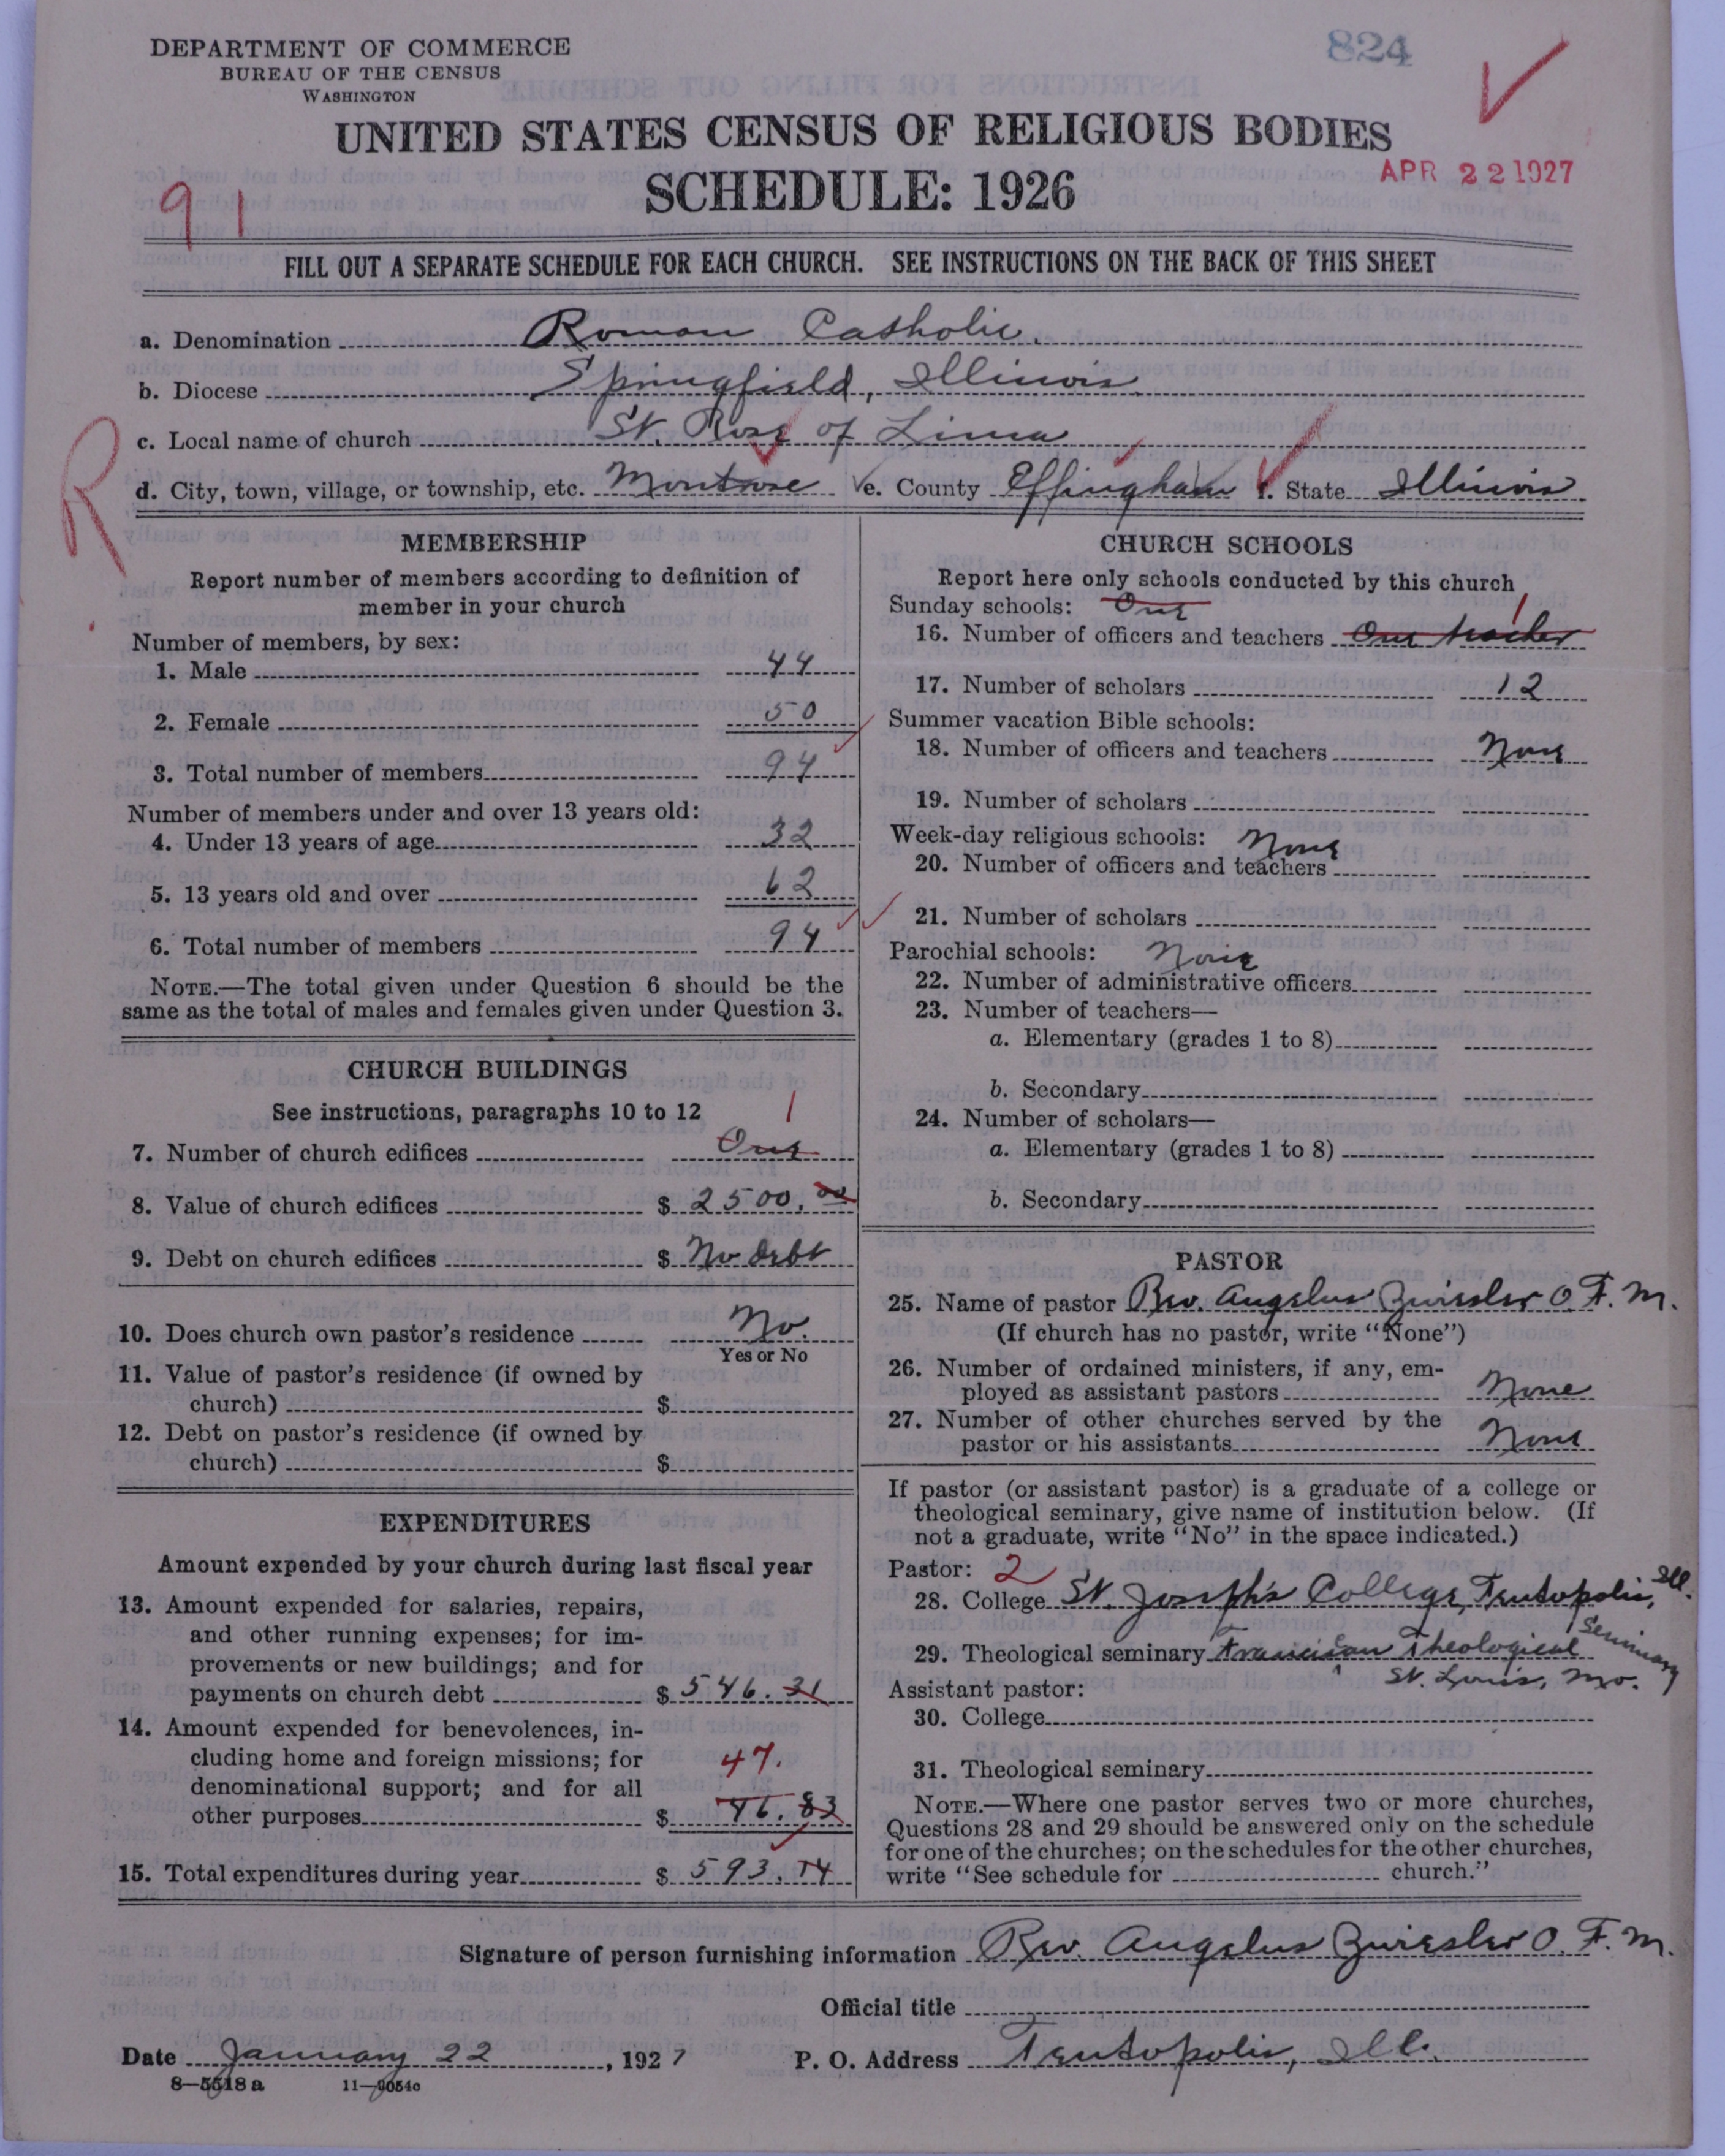 DEPARTMENT OF COMMERCE
BUREAU OF THE CENSUS
WASHINGTON
824
UNITED STATES CENSUS OF RELIGIOUS BODIES
SCHEDULE: 1926
APR 22 1927
91
FILL OUT A SEPARATE SCHEDULE FOR EACH CHURCH. SEE INSTRUCTIONS ON THE BACK OF THIS SHEET
a. Denomination Roman Catholic.
b. Diocese Springfield, Illinois
c. Local name of church St. Rose of Lima
R
d. City, town, village, or township, etc. Montrose e. County Effingham f. State Illinois
MEMBERSHIP
Report number of members according to definition of
member in your church
Number of members, by sex:
1. Male 44
2. Female 50
3. Total number of members 94
Number of members under and over 13 years old:
4. Under 13 years of age 32
5. 13 years old and over 62
6. Total number of members 94
NOTE.—The total given under Question 6 should be the
same as the total of males and females given under Question 3.
CHURCH BUILDINGS
See instructions, paragraphs 10 to 12
1
7. Number of church edifices One
8. Value of church edifices $ 2500.00
9. Debt on church edifices $ No debt
10. Does church own pastor's residence No.
Yes or No
11. Value of pastor's residence (if owned by
church) $
12. Debt on pastor's residence (if owned by
church) $
EXPENDITURES
Amount expended by your church during last fiscal year
13. Amount expended for salaries, repairs,
and other running expenses; for im-
provements or new buildings; and for
payments on church debt $ 546.31
14. Amount expended for benevolences, in-
cluding home and foreign missions; for 47.
denominational support; and for all
other purposes $ 46.83
15. Total expenditures during year $ 593.14
CHURCH SCHOOLS
Report here only schools conducted by this church
Sunday schools: One
1
16. Number of officers and teachers One teacher
17. Number of scholars 12
Summer vacation Bible schools:
18. Number of officers and teachers None
19. Number of scholars
Week-day religious schools: None
20. Number of officers and teachers
21. Number of scholars
Parochial schools: None
22. Number of administrative officers
23. Number of teachers—
a. Elementary (grades 1 to 8)
b. Secondary
24. Number of scholars—
a. Elementary (grades 1 to 8)
b. Secondary
PASTOR
25. Name of pastor Rev. Angelus Zwiesler O.F.M.
(If church has no pastor, write "None")
26. Number of ordained ministers, if any, em-
ployed as assistant pastors None
27. Number of other churches served by the
pastor or his assistants None
If pastor (or assistant pastor) is a graduate of a college or
theological seminary, give name of institution below. (If
not a graduate, write "No" in the space indicated.)
Pastor: 2
28. College St. Joseph's College, Teutopolis, Ill.
29. Theological seminary Franciscan Theological Seminary
St. Louis, Mo.
Assistant pastor:
30. College
31. Theological seminary
NOTE.—Where one pastor serves two or more churches,
Questions 28 and 29 should be answered only on the schedule
for one of the churches; on the schedules for the other churches,
write "See schedule for church."
Signature of person furnishing information Rev. Angelus Zwiesler O.F.M.
Official title
Date January 22, 1927 P. O. Address Teutopolis, Ill.
8—5518 a 11—9054c